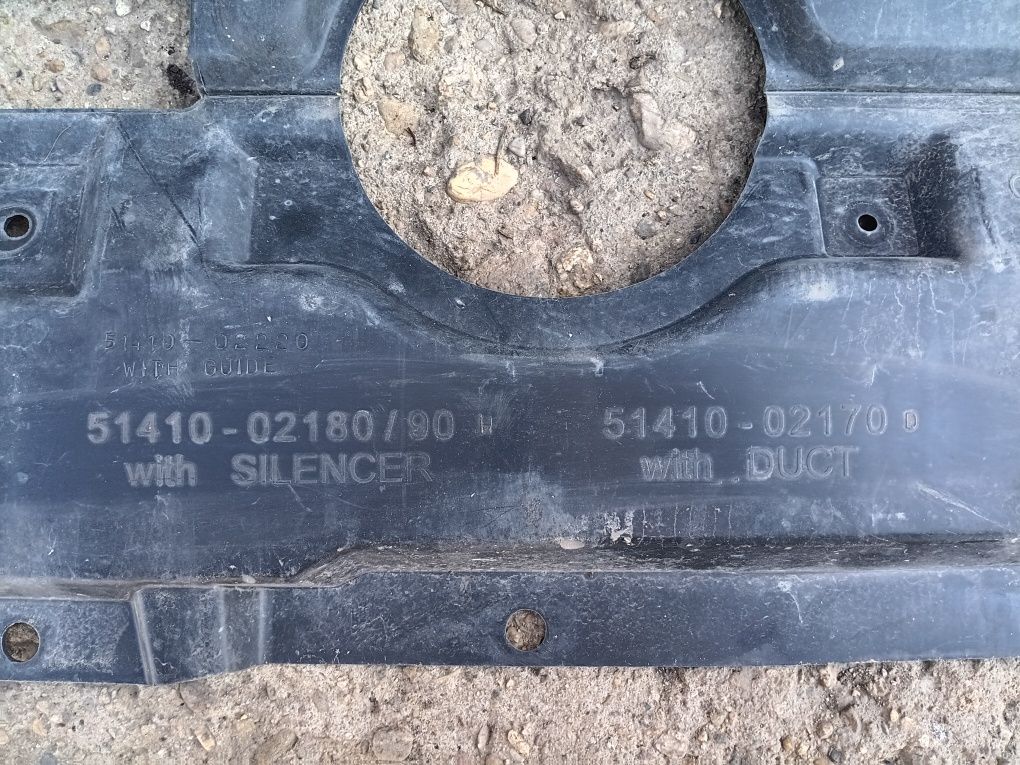 51410-02220
WITH GUIDE
51410-02180/90 H
with SILENCER
51410-02170 D
with DUCT